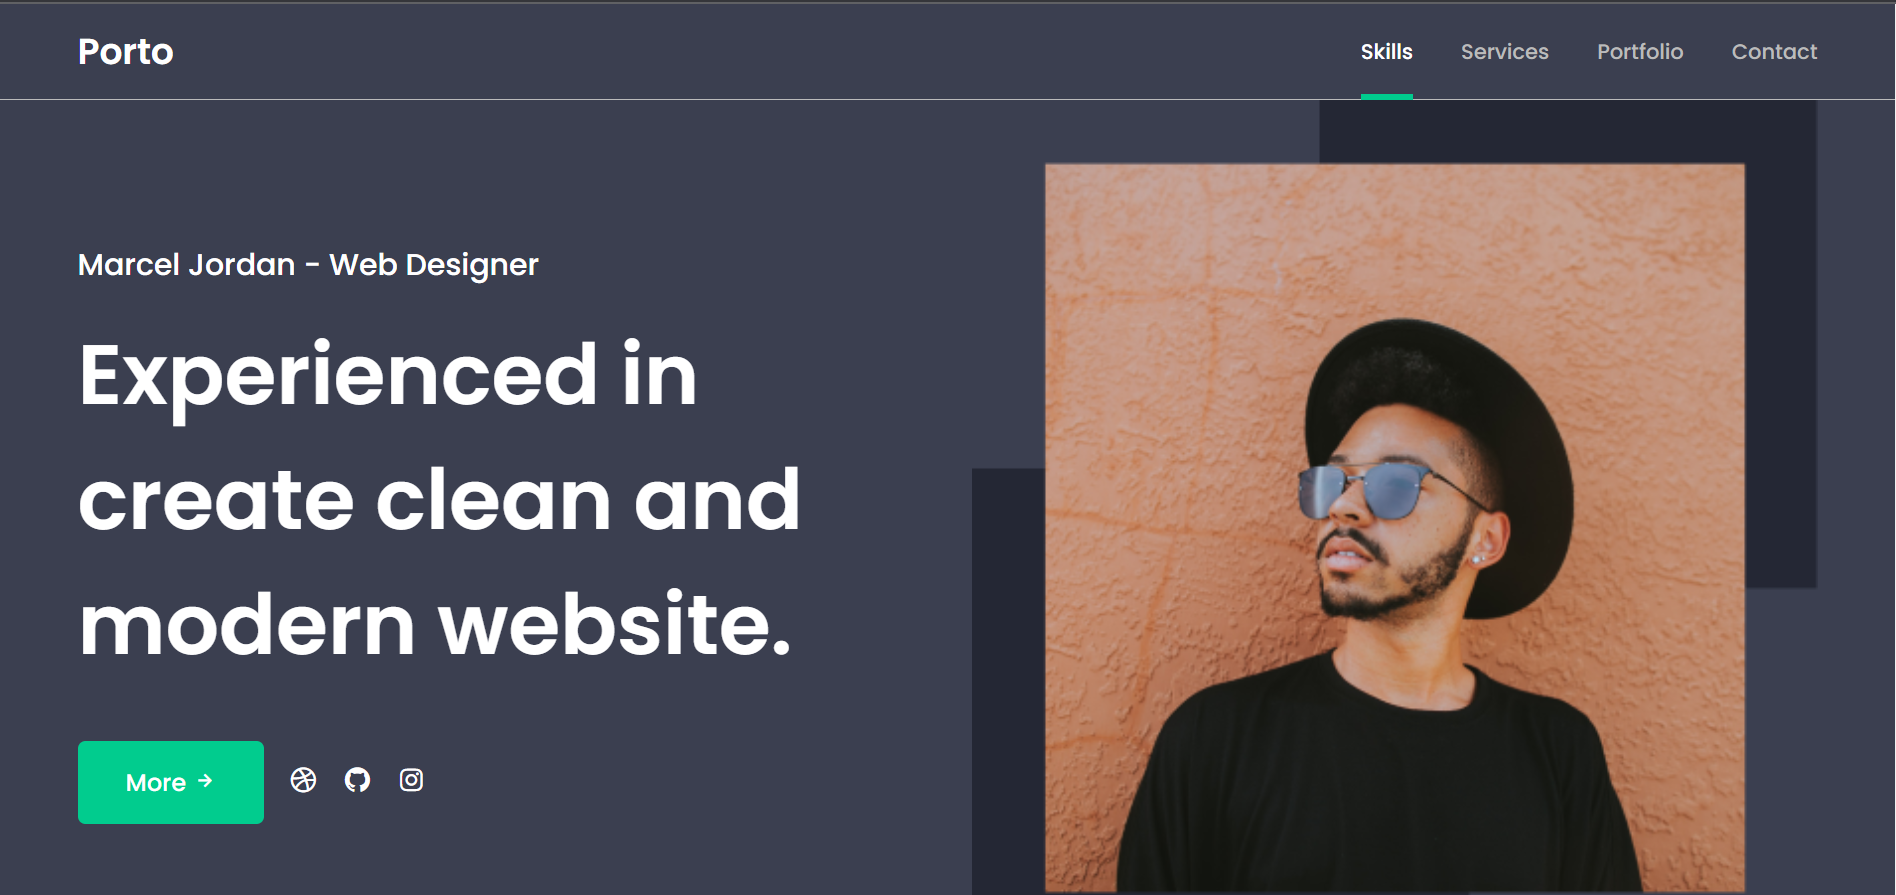 Porto
Skills
Services
Portfolio
Contact
Marcel Jordan - Web Designer
Experienced in
create clean and
modern website.
More →